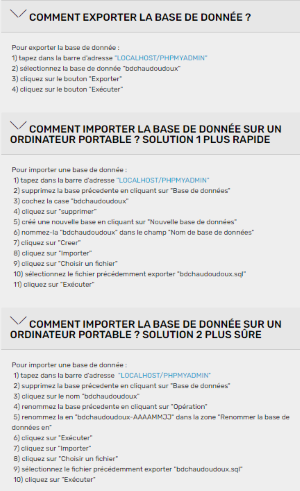 COMMENT EXPORTER LA BASE DE DONNÉE ?
Pour exporter la base de donnée :
1) tapez dans la barre d'adresse "LOCALHOST/PHPMYADMIN"
2) sélectionnez la base de donnée "bdchaudoudoux"
3) cliquez sur le bouton "Exporter"
4) cliquez sur le bouton "Exécuter"
COMMENT IMPORTER LA BASE DE DONNÉE SUR UN
ORDINATEUR PORTABLE ? SOLUTION 1 PLUS RAPIDE
Pour importer une base de donnée :
1) tapez dans la barre d'adresse "LOCALHOST/PHPMYADMIN"
2) supprimez la base précedente en cliquant sur "Base de données"
3) cochez la case "bdchaudoudoux"
4) cliquez sur "supprimer"
5) créé une nouvelle base en cliquant sur "Nouvelle base de données"
6) nommez-la "bdchaudoudoux" dans le champ "Nom de base de données"
7) cliquez sur "Creer"
8) cliquez sur "Importer"
9) cliquez sur "Choisir un fichier"
10) sélectionnez le fichier précédemment exporter "bdchaudoudoux.sql"
11) cliquez sur "Exécuter"
COMMENT IMPORTER LA BASE DE DONNÉE SUR UN
ORDINATEUR PORTABLE ? SOLUTION 2 PLUS SÛRE
Pour importer une base de donnée :
1) tapez dans la barre d'adresse "LOCALHOST/PHPMYADMIN"
2) supprimez la base précedente en cliquant sur "Base de données"
3) cliquez sur le nom "bdchaudoudoux"
4) renommez la base précedente en cliquant sur "Opération"
5) renommez la en "bdchaudoudoux-AAAAMMJJ" dans la zone "Renommer la base de
données en"
6) cliquez sur "Exécuter"
7) cliquez sur "Importer"
8) cliquez sur "Choisir un fichier"
9) sélectionnez le fichier précédemment exporter "bdchaudoudoux.sql"
10) cliquez sur "Exécuter"